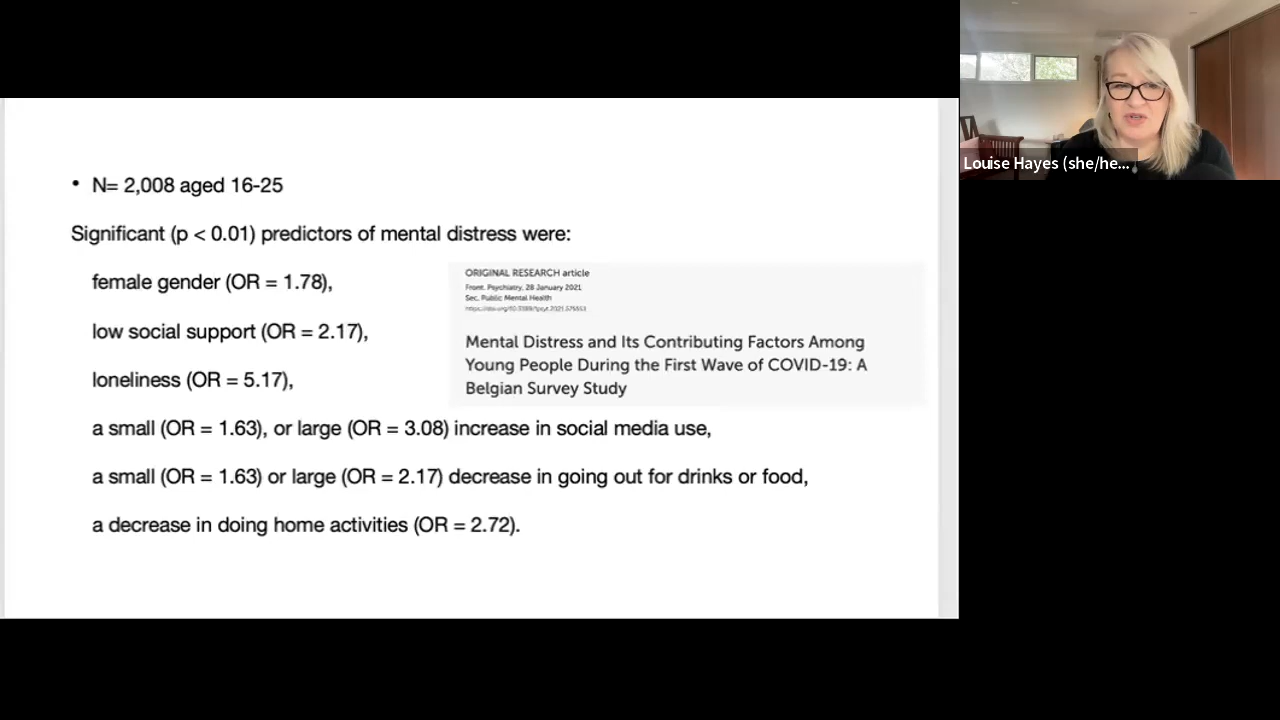 • N= 2,008 aged 16-25
Significant (p < 0.01) predictors of mental distress were:
female gender (OR = 1.78),
low social support (OR = 2.17),
loneliness (OR = 5.17),
a small (OR = 1.63), or large (OR = 3.08) increase in social media use,
a small (OR = 1.63) or large (OR = 2.17) decrease in going out for drinks or food,
a decrease in doing home activities (OR = 2.72).
ORIGINAL RESEARCH article
Front. Psychiatry, 28 January 2021
Sec. Public Mental Health
Mental Distress and Its Contributing Factors Among
Young People During the First Wave of COVID-19: A
Belgian Survey Study
Louise Hayes (she/he...